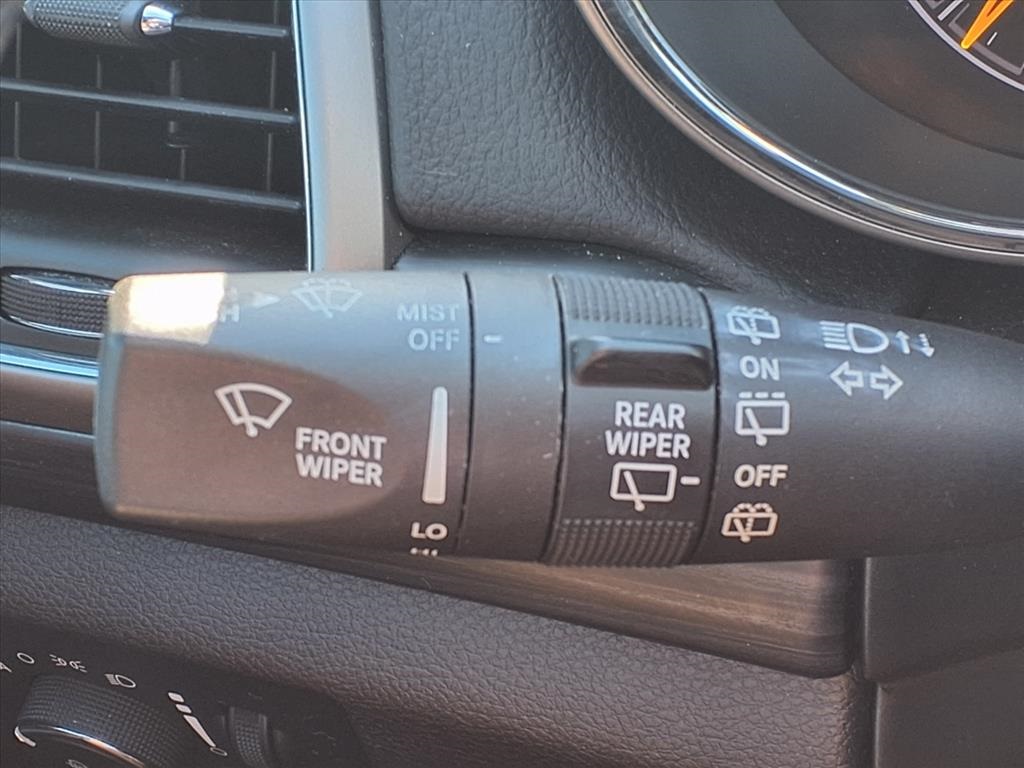 MIST
OFF
FRONT
WIPER
LO
REAR
WIPER
ON
OFF